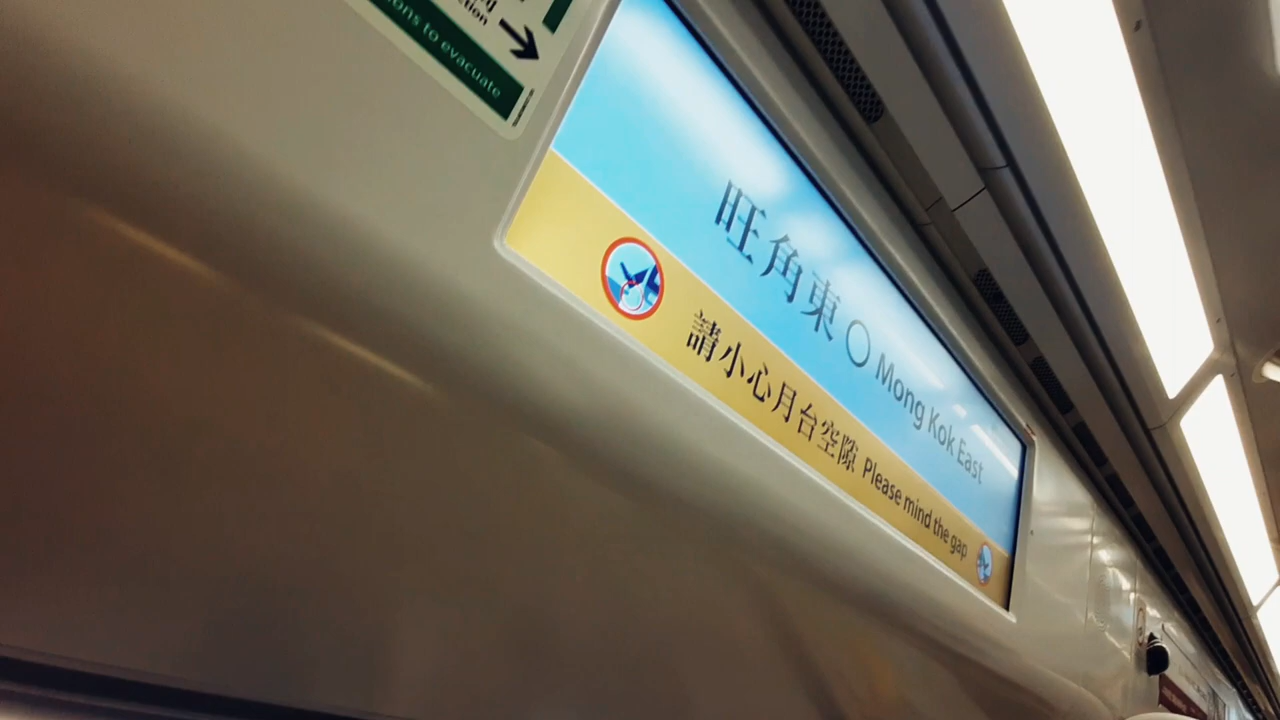 ction
ons to evacuate
旺角東 Mong Kok East
請小心月台空隙 Please mind the gap